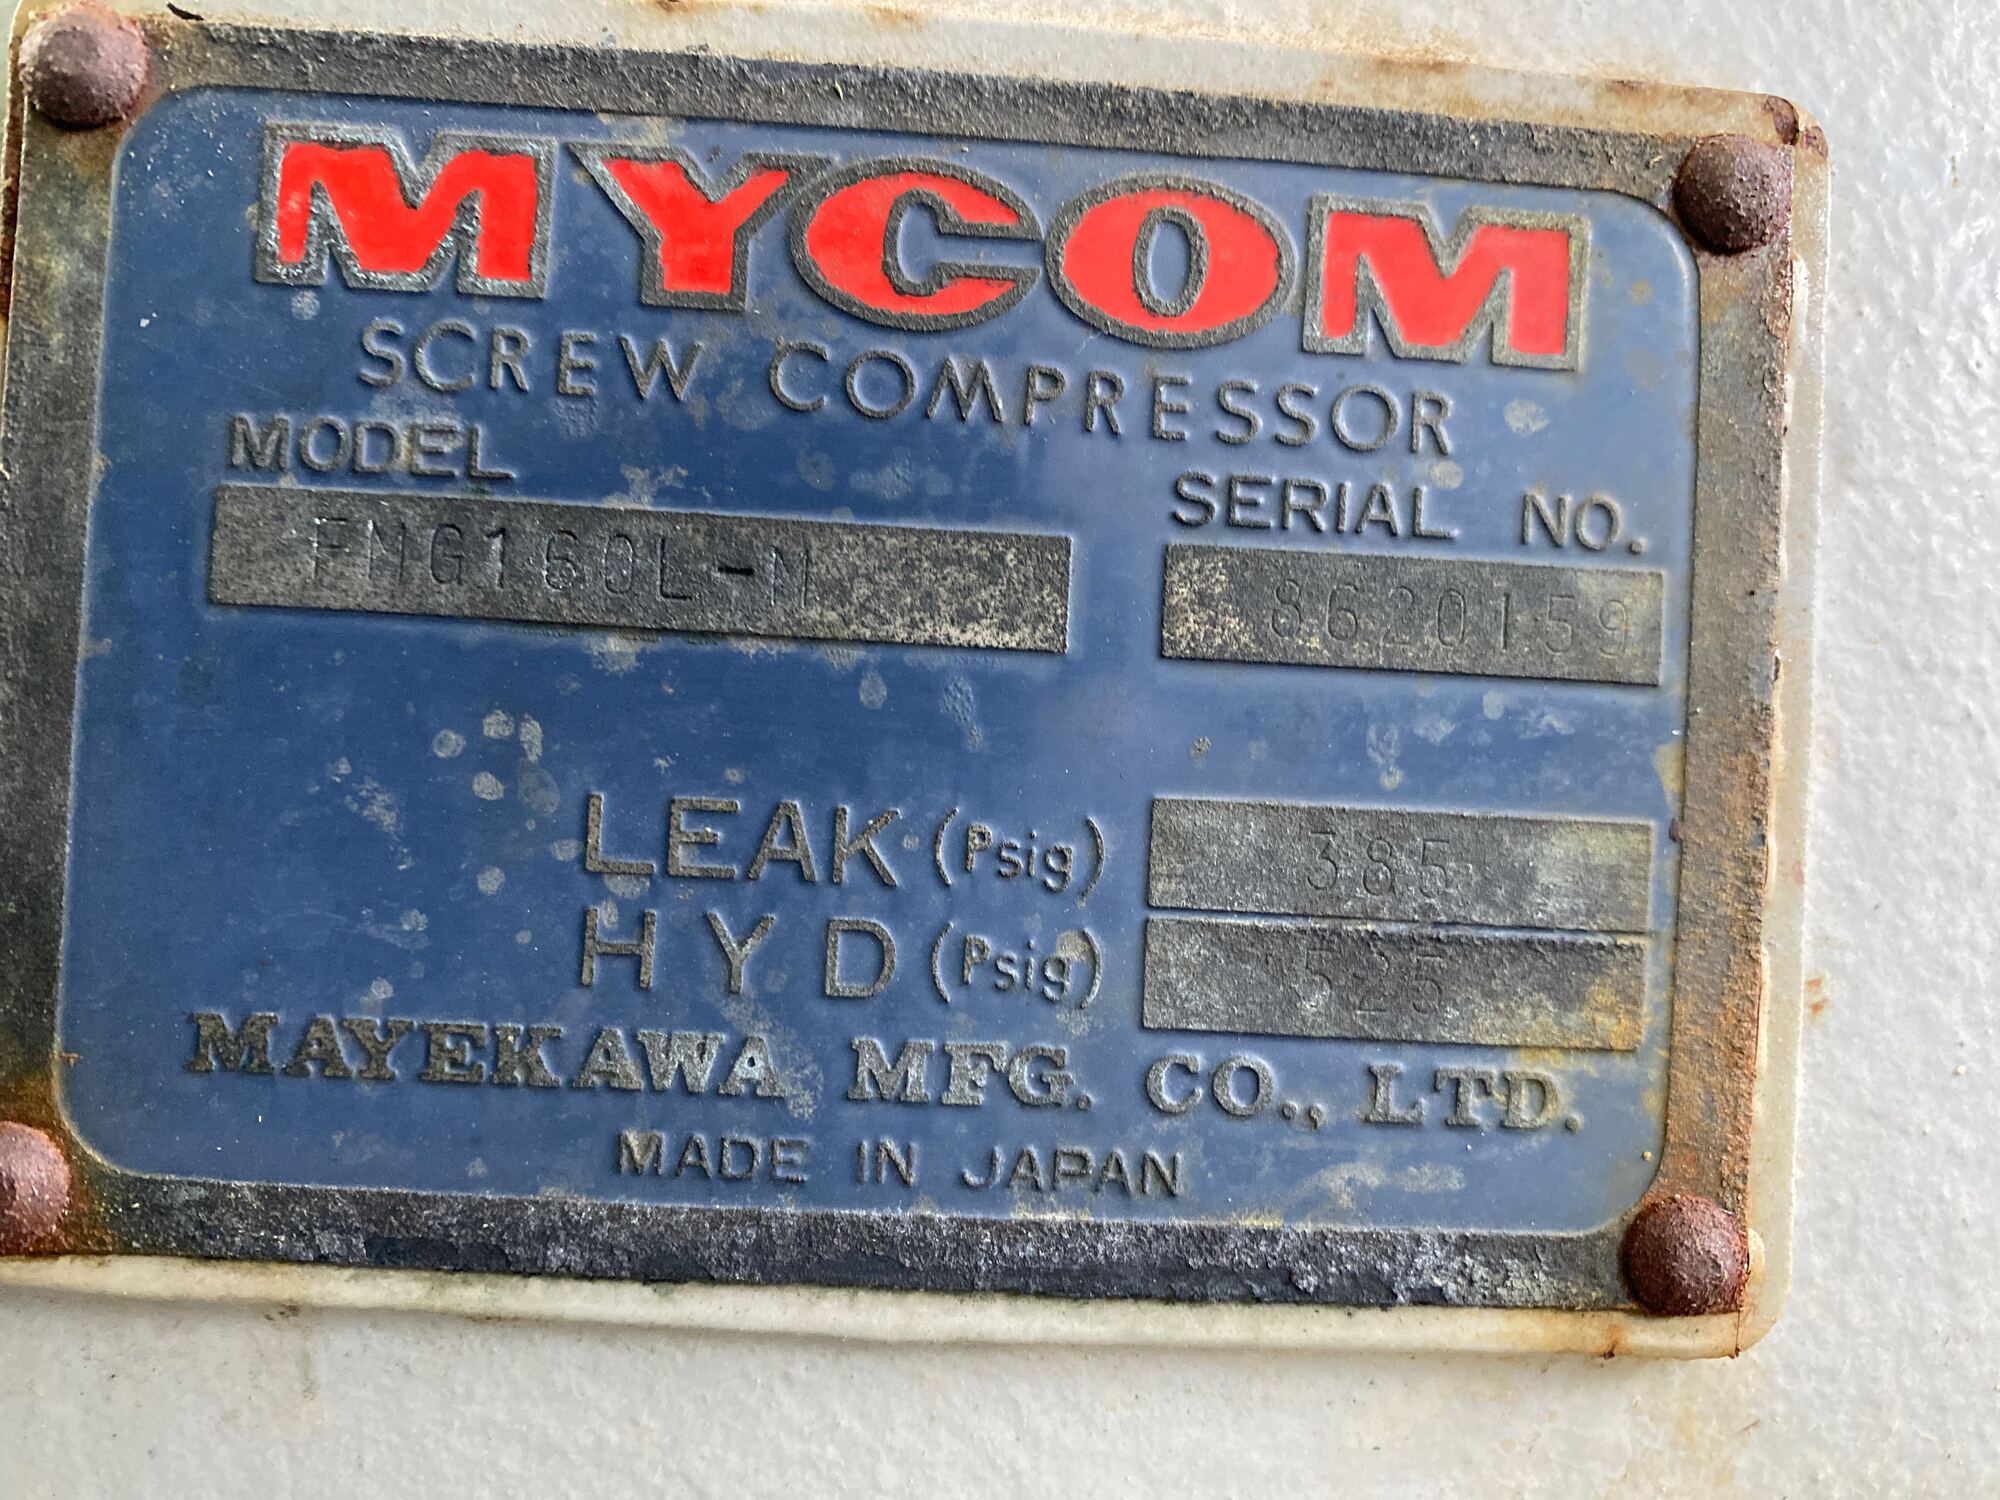 MYCOM
SCREW COMPRESSOR
MODEL
FMG160L-M
SERIAL NO.
8620159
LEAK (Psig) 385
HYD (Psig) 525
MAYEKAWA MFG. CO., LTD.
MADE IN JAPAN